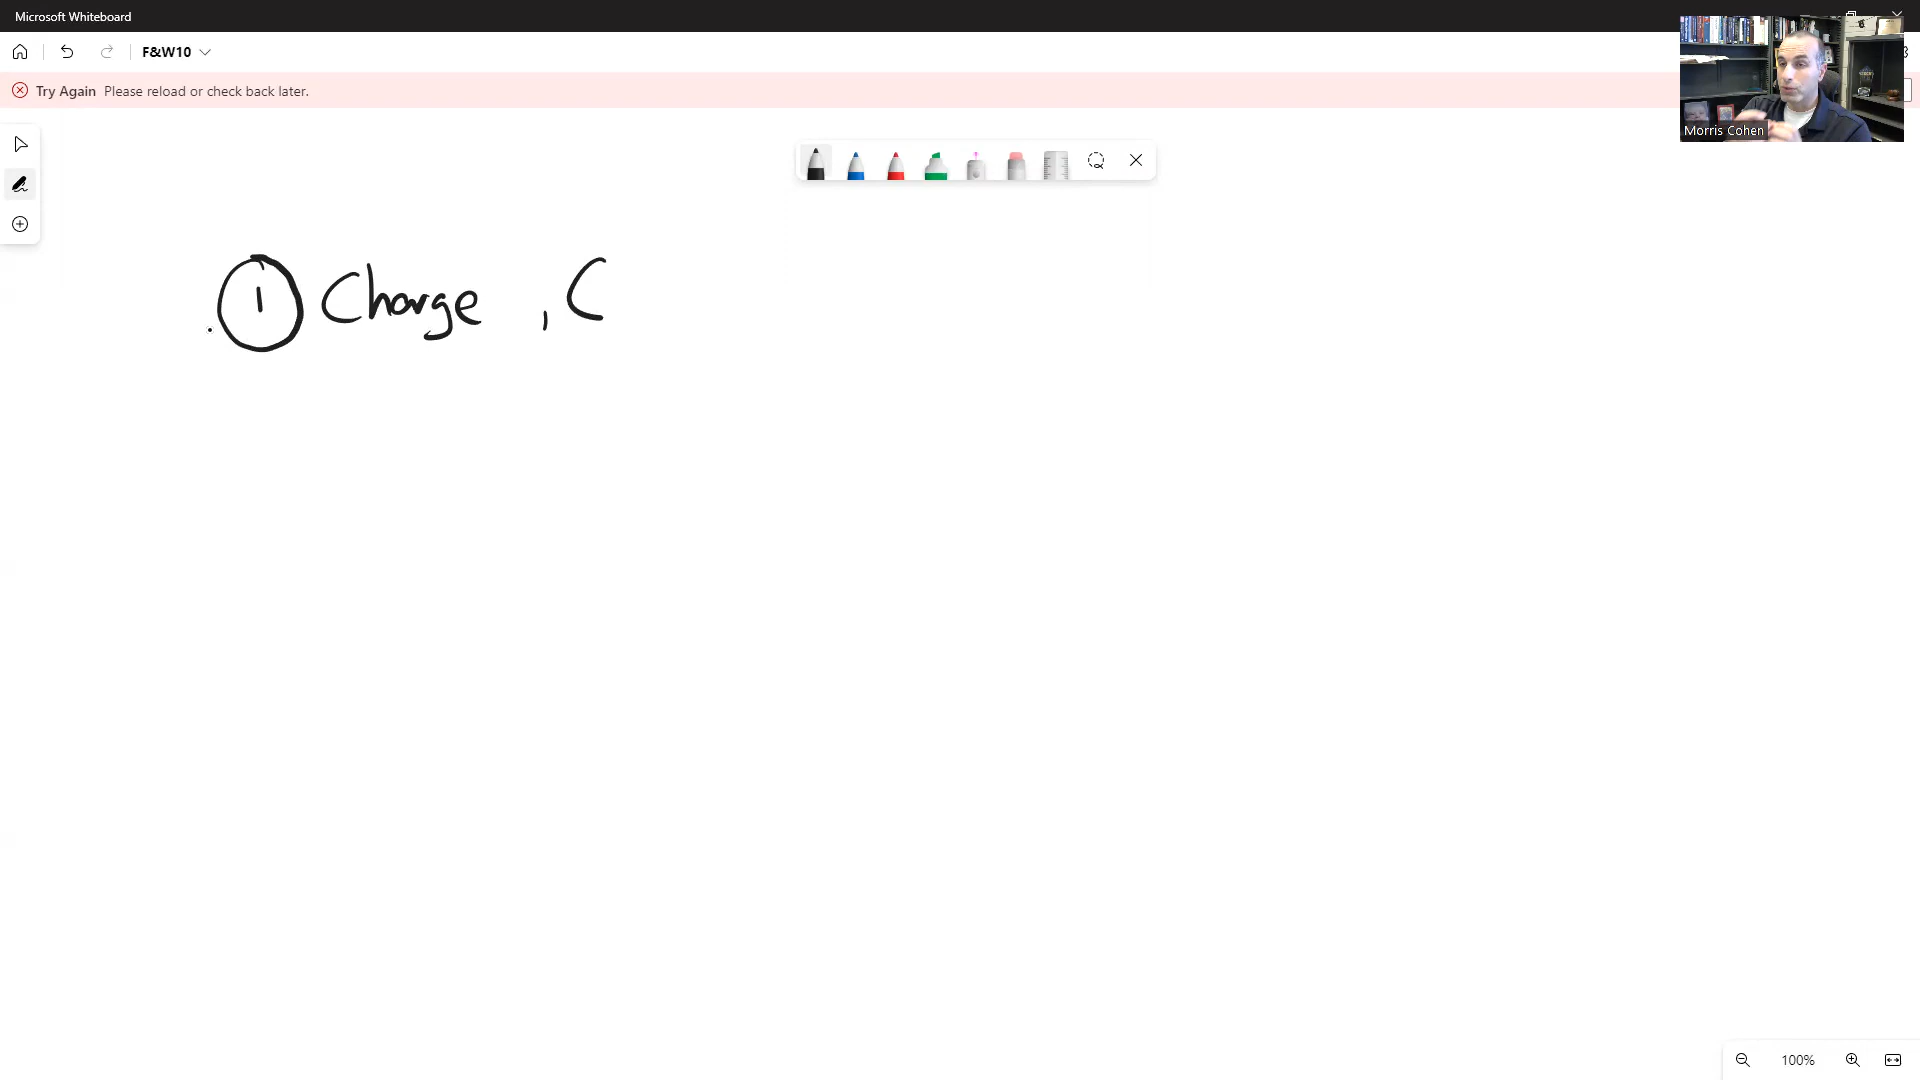 Microsoft Whiteboard
F&W10
Try Again Please reload or check back later.
Morris Cohen
① Charge , C
100%